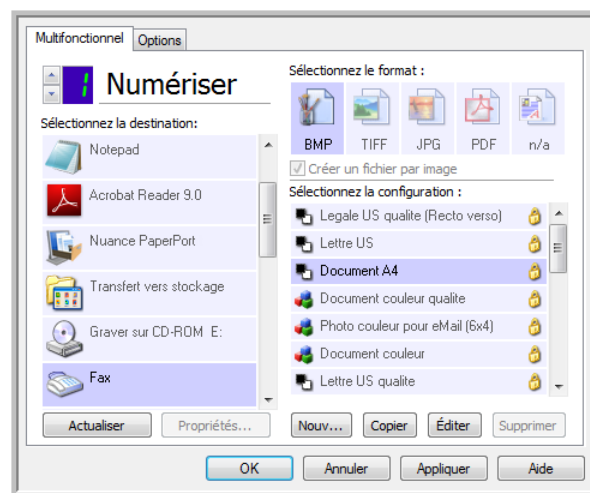 Multifonctionnel Options
1 Numériser
Sélectionnez la destination:
Notepad
Acrobat Reader 9.0
Nuance PaperPort
Transfert vers stockage
Graver sur CD-ROM E:
Fax
Actualiser Propriétés...
Sélectionnez le format :
BMP TIFF JPG PDF n/a
Créer un fichier par image
Sélectionnez la configuration :
Legale US qualite (Recto verso)
Lettre US
Document A4
Document couleur qualite
Photo couleur pour eMail (6x4)
Document couleur
Lettre US qualite
Nouv... Copier Éditer Supprimer
OK Annuler Appliquer Aide